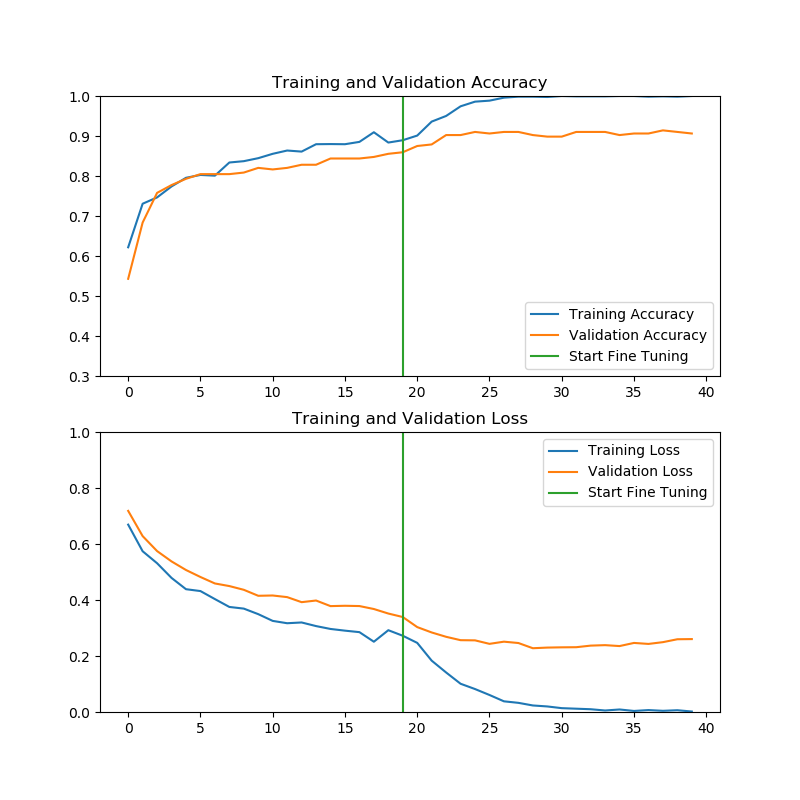 Training and Validation Accuracy
1.0
0.9
0.8
0.7
0.6
0.5
0.4
0.3
Training Accuracy
Validation Accuracy
Start Fine Tuning
0 5 10 15 20 25 30 35 40
Training and Validation Loss
1.0
0.8
0.6
0.4
0.2
0.0
Training Loss
Validation Loss
Start Fine Tuning
0 5 10 15 20 25 30 35 40